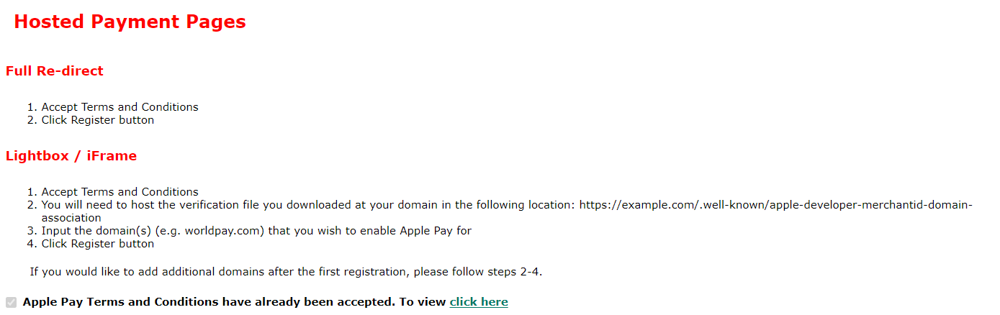 Hosted Payment Pages
Full Re-direct
1. Accept Terms and Conditions
2. Click Register button
Lightbox / iFrame
1. Accept Terms and Conditions
2. You will need to host the verification file you downloaded at your domain in the following location: https://example.com/.well-known/apple-developer-merchantid-domain-
association
3. Input the domain(s) (e.g. worldpay.com) that you wish to enable Apple Pay for
4. Click Register button
If you would like to add additional domains after the first registration, please follow steps 2-4.
Apple Pay Terms and Conditions have already been accepted. To view click here